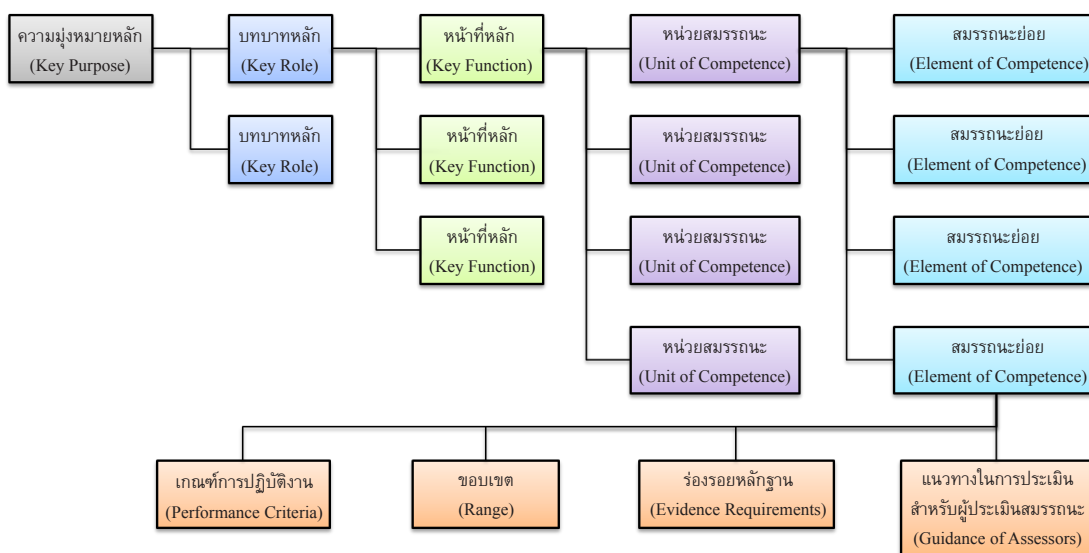 ความมุ่งหมายหลัก
(Key Purpose)
บทบาทหลัก
(Key Role)
หน้าที่หลัก
(Key Function)
หน่วยสมรรถนะ
(Unit of Competence)
สมรรถนะย่อย
(Element of Competence)
บทบาทหลัก
(Key Role)
หน้าที่หลัก
(Key Function)
หน่วยสมรรถนะ
(Unit of Competence)
สมรรถนะย่อย
(Element of Competence)
หน้าที่หลัก
(Key Function)
หน่วยสมรรถนะ
(Unit of Competence)
สมรรถนะย่อย
(Element of Competence)
หน่วยสมรรถนะ
(Unit of Competence)
สมรรถนะย่อย
(Element of Competence)
เกณฑ์การปฏิบัติงาน
(Performance Criteria)
ขอบเขต
(Range)
ร่องรอยหลักฐาน
(Evidence Requirements)
แนวทางในการประเมิน
สำหรับผู้ประเมินสมรรถนะ
(Guidance of Assessors)